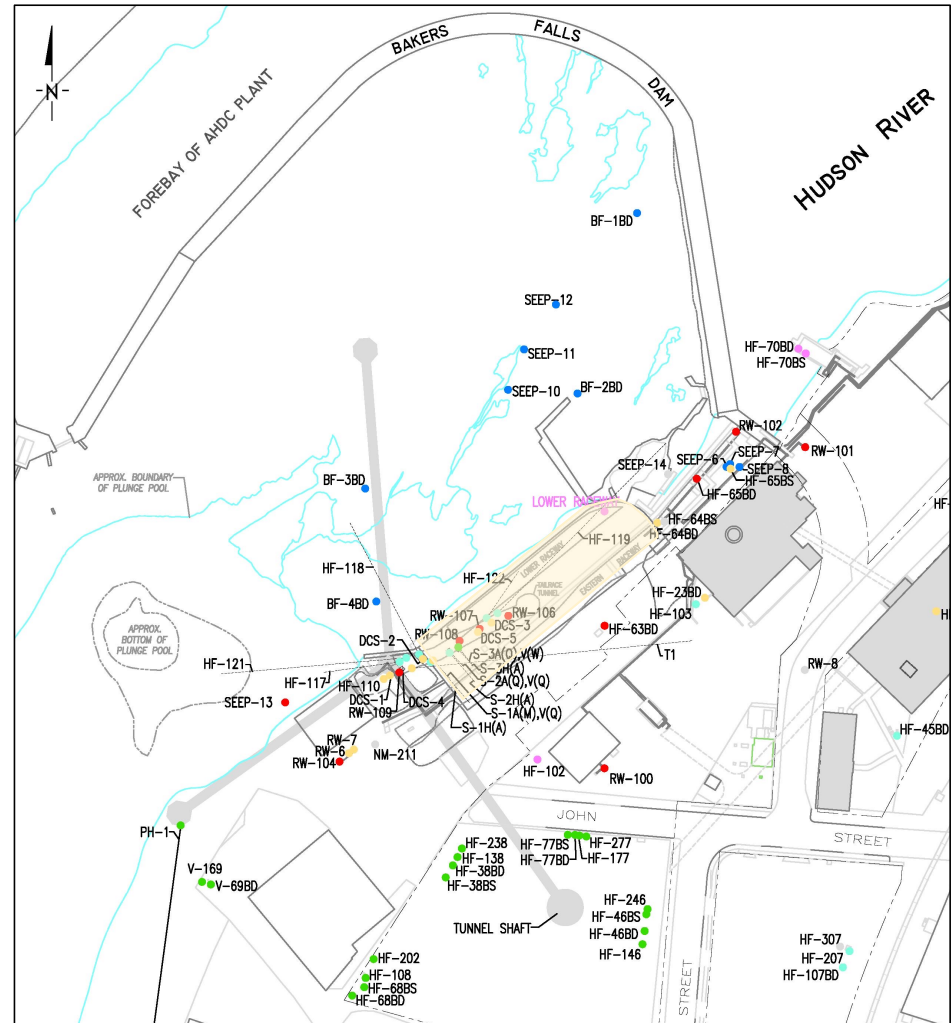 BAKERS FALLS DAM
N
FOREBAY OF AHDC PLANT
HUDSON RIVER
BF-1BD
SEEP-12
SEEP-11
SEEP-10
BF-2BD
HF-70BD
HF-70BS
RW-102
RW-101
SEEP-7
SEEP-6
SEEP-14
SEEP-8
HF-65BS
HF-65BD
APPROX. BOUNDARY
OF PLUNGE POOL
BF-3BD
LOWER
HF-64BS
HF-64BD
HF-119
HF-118
LOWER RACEWAY
HF-122
TAILRACE
TUNNEL
EASTERN RACEWAY
HF-23BD
HF-103
BF-4BD
RW-107
RW-106
DCS-3
RW-108
DCS-5
HF-63BD
APPROX.
BOTTOM OF
PLUNGE POOL
DCS-2
S-3A(O),V(W)
T1
RW-8
HF-121
HF-117
S-3H(A)
S-2A(Q),V(Q)
HF-110
DCS-1
DCS-4
S-2H(A)
SEEP-13
RW-109
S-1A(M),V(Q)
S-1H(A)
HF-45BD
RW-7
RW-6
NM-211
RW-104
HF-102
RW-100
JOHN STREET
PH-1
HF-238
HF-138
HF-38BD
HF-38BS
HF-77BS
HF-277
HF-77BD
HF-177
V-169
V-69BD
HF-246
HF-46BS
HF-46BD
HF-146
TUNNEL SHAFT
HF-307
HF-207
HF-107BD
HF-202
HF-108
HF-68BS
HF-68BD
STREET